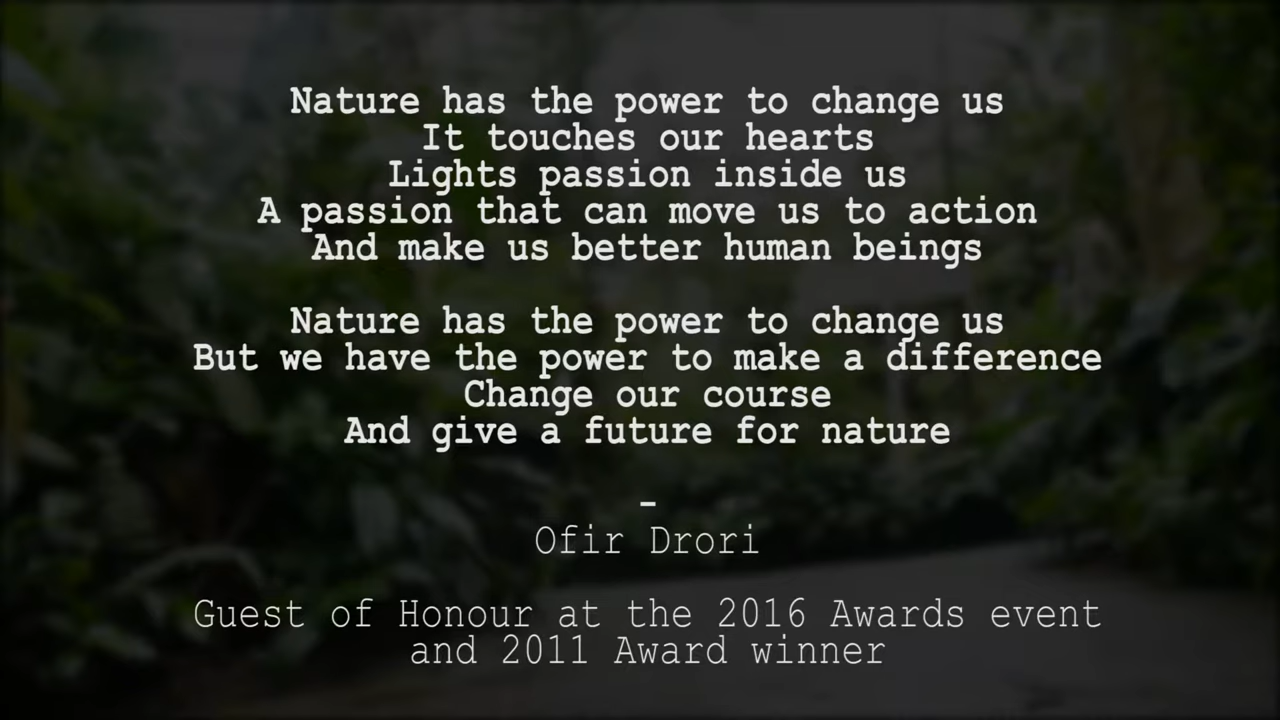 Nature has the power to change us
It touches our hearts
Lights passion inside us
A passion that can move us to action
And make us better human beings
Nature has the power to change us
But we have the power to make a difference
Change our course
And give a future for nature
-
Ofir Drori
Guest of Honour at the 2016 Awards event
and 2011 Award winner